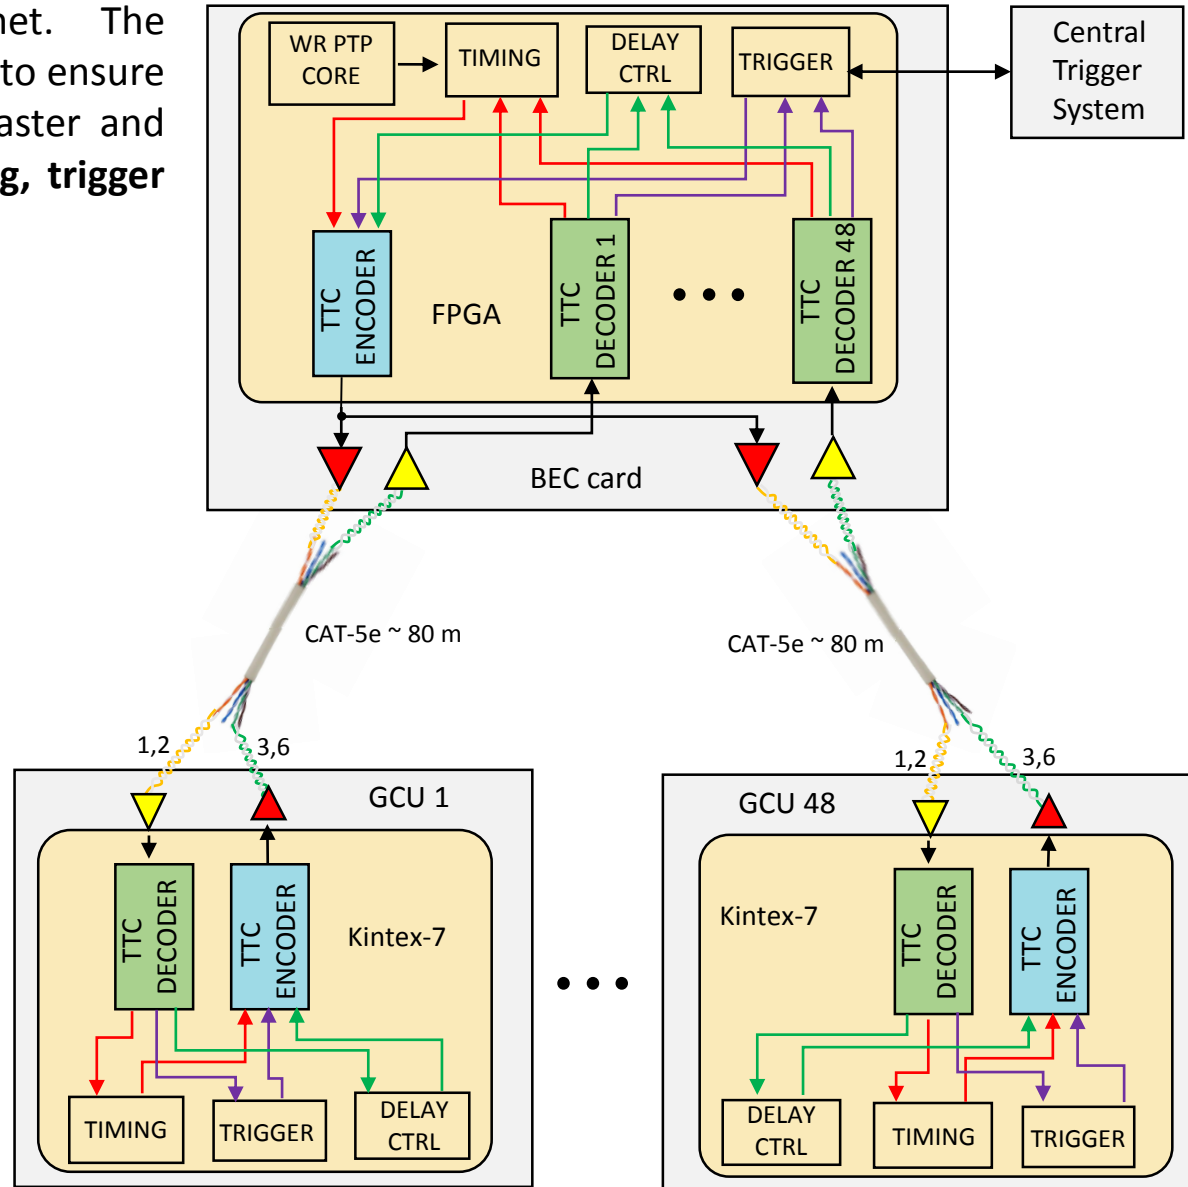 net. The
to ensure
aster and
g, trigger
WR PTP
CORE
TIMING
DELAY
CTRL
TRIGGER
Central
Trigger
System
TTC
ENCODER
FPGA
TTC
DECODER 1
TTC
DECODER 48
BEC card
CAT-5e ~ 80 m
CAT-5e ~ 80 m
1,2
3,6
1,2
3,6
GCU 1
GCU 48
TTC
DECODER
TTC
ENCODER
Kintex-7
Kintex-7
TTC
DECODER
TTC
ENCODER
TIMING
TRIGGER
DELAY
CTRL
DELAY
CTRL
TIMING
TRIGGER